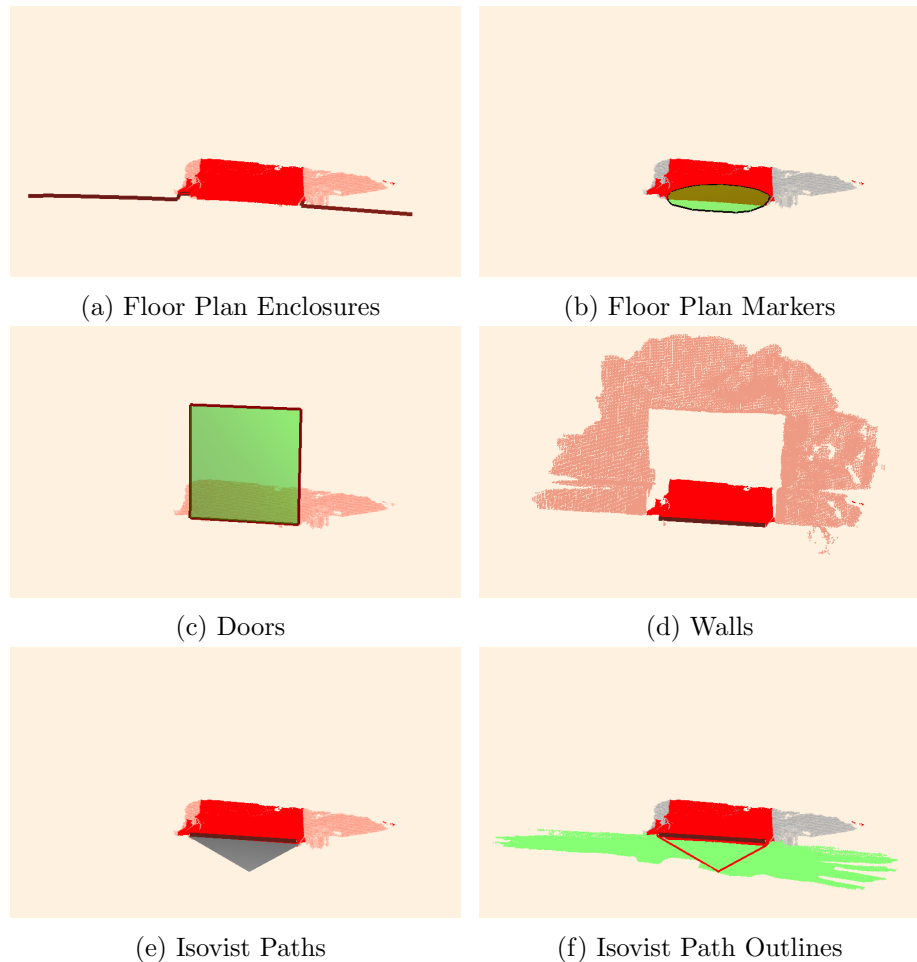 (a) Floor Plan Enclosures
(b) Floor Plan Markers
(c) Doors
(d) Walls
(e) Isovist Paths
(f) Isovist Path Outlines